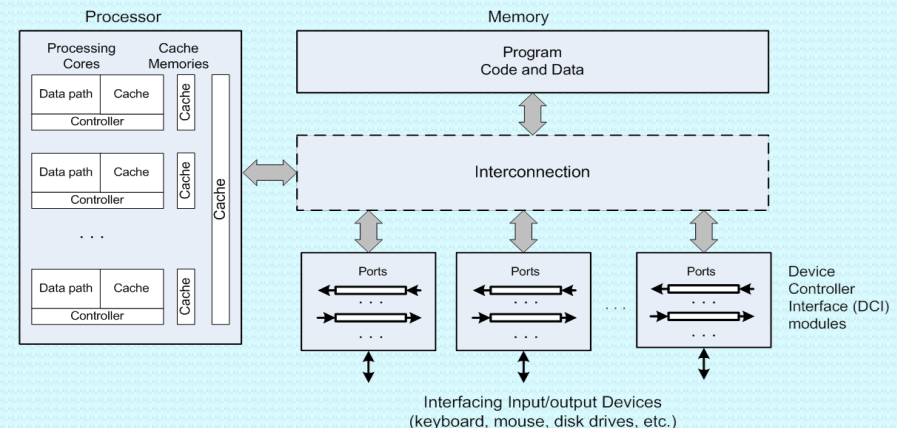 Processor
Memory
Processing
Cores
Cache
Memories
Data path
Cache
Controller
Cache
Data path
Cache
Controller
Cache
. . .
Data path
Cache
Controller
Cache
Cache
Program
Code and Data
Interconnection
Ports
. . .
. . .
Ports
. . .
. . .
. . .
Ports
. . .
. . .
Device
Controller
Interface (DCI)
modules
Interfacing Input/output Devices
(keyboard, mouse, disk drives, etc.)